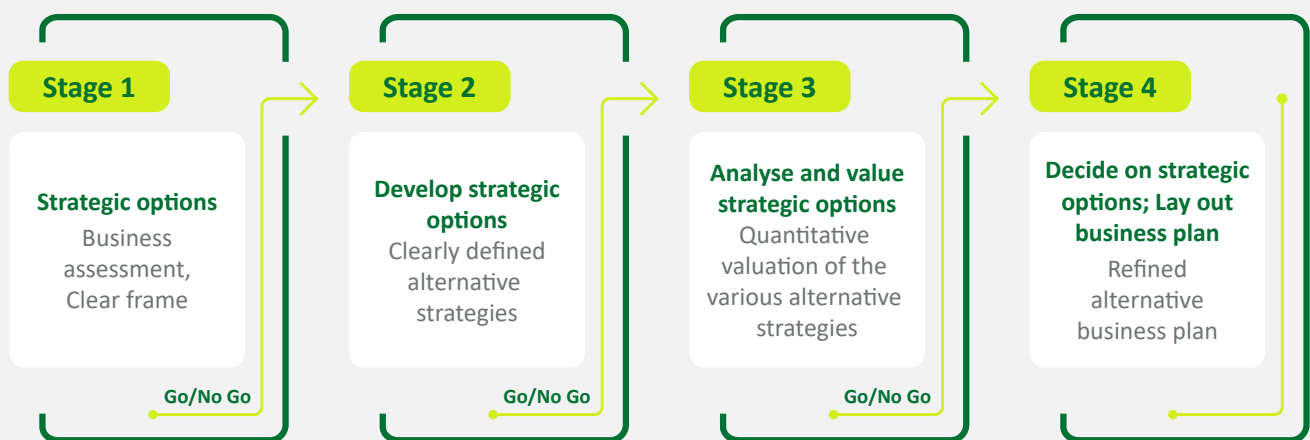 Stage 1
Strategic options
Business
assessment,
Clear frame
Go/No Go
Stage 2
Develop strategic
options
Clearly defined
alternative
strategies
Go/No Go
Stage 3
Analyse and value
strategic options
Quantitative
valuation of the
various alternative
strategies
Go/No Go
Stage 4
Decide on strategic
options; Lay out
business plan
Refined
alternative
business plan